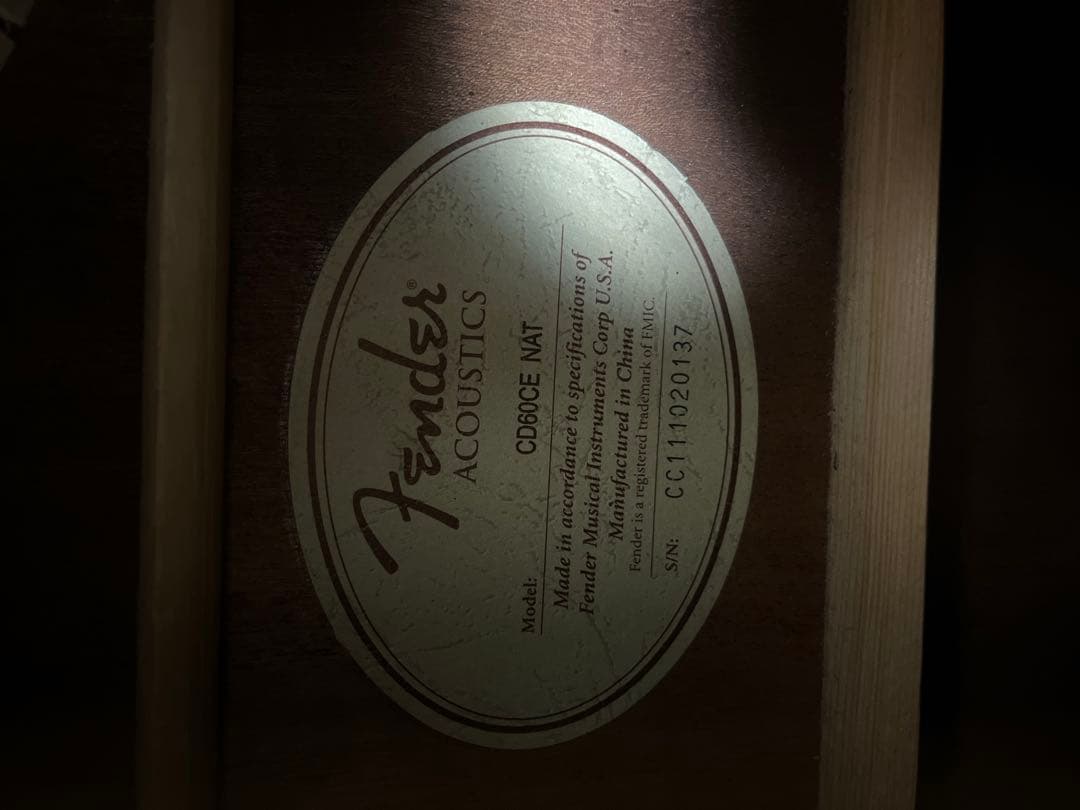 Fender®
ACOUSTICS
Model: CD60CE NAT
Made in accordance to specifications of
Fender Musical Instruments Corp U.S.A.
Manufactured in China
Fender is a registered trademark of FMIC.
S/N: CC111020137